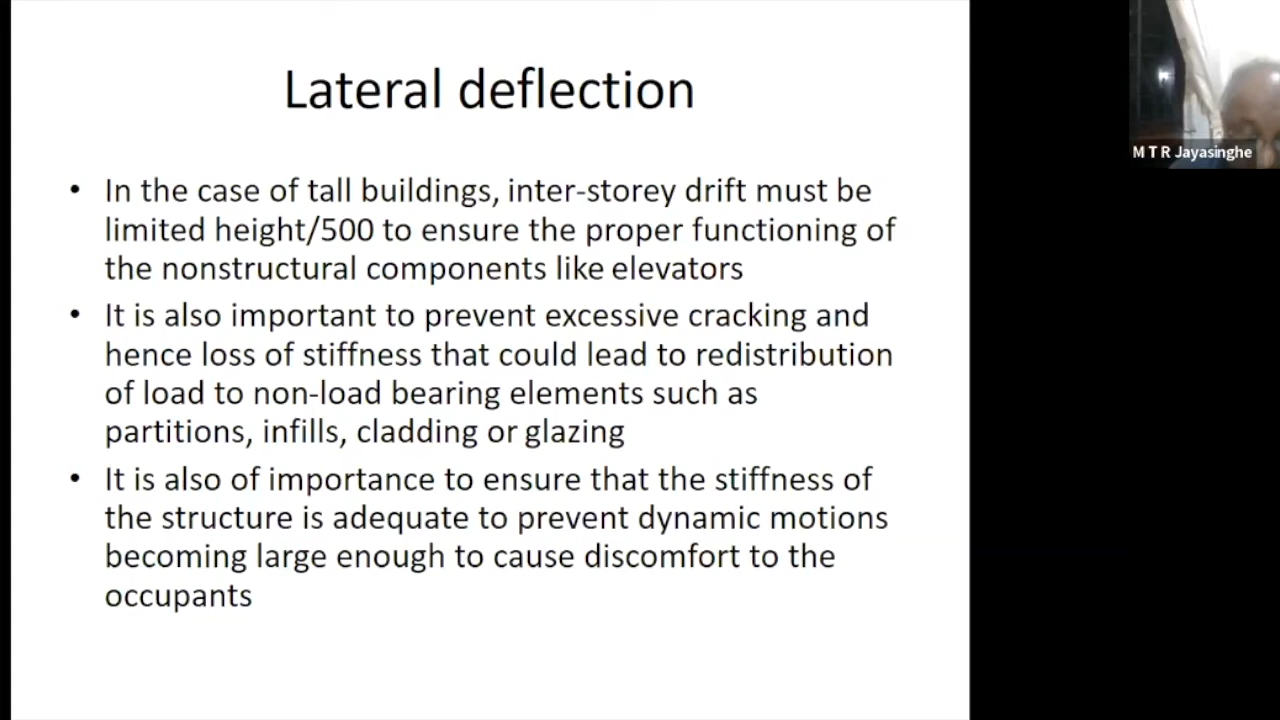 Lateral deflection
• In the case of tall buildings, inter-storey drift must be
limited height/500 to ensure the proper functioning of
the nonstructural components like elevators
• It is also important to prevent excessive cracking and
hence loss of stiffness that could lead to redistribution
of load to non-load bearing elements such as
partitions, infills, cladding or glazing
• It is also of importance to ensure that the stiffness of
the structure is adequate to prevent dynamic motions
becoming large enough to cause discomfort to the
occupants
M T R Jayasinghe